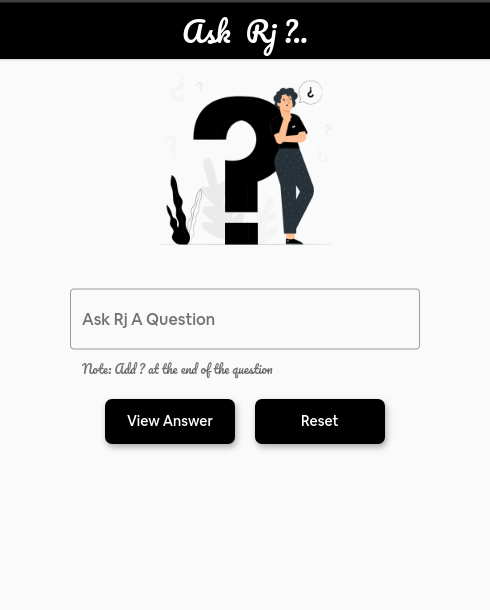 Ask Rj ?..
¿
Ask Rj A Question
Note: Add ? at the end of the question
View Answer
Reset